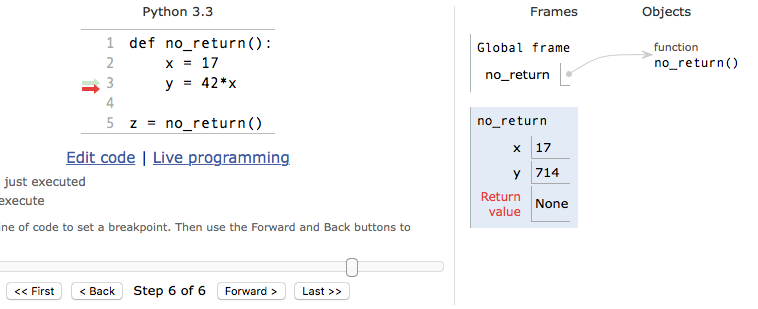 Python 3.3
1 def no_return():
2     x = 17
3     y = 42*x
4
5 z = no_return()
Edit code | Live programming
just executed
execute
ine of code to set a breakpoint. Then use the Forward and Back buttons to
<< First < Back Step 6 of 6 Forward > Last >>
Frames Objects
Global frame
no_return
function
no_return()
no_return
x 17
y 714
Return
value None